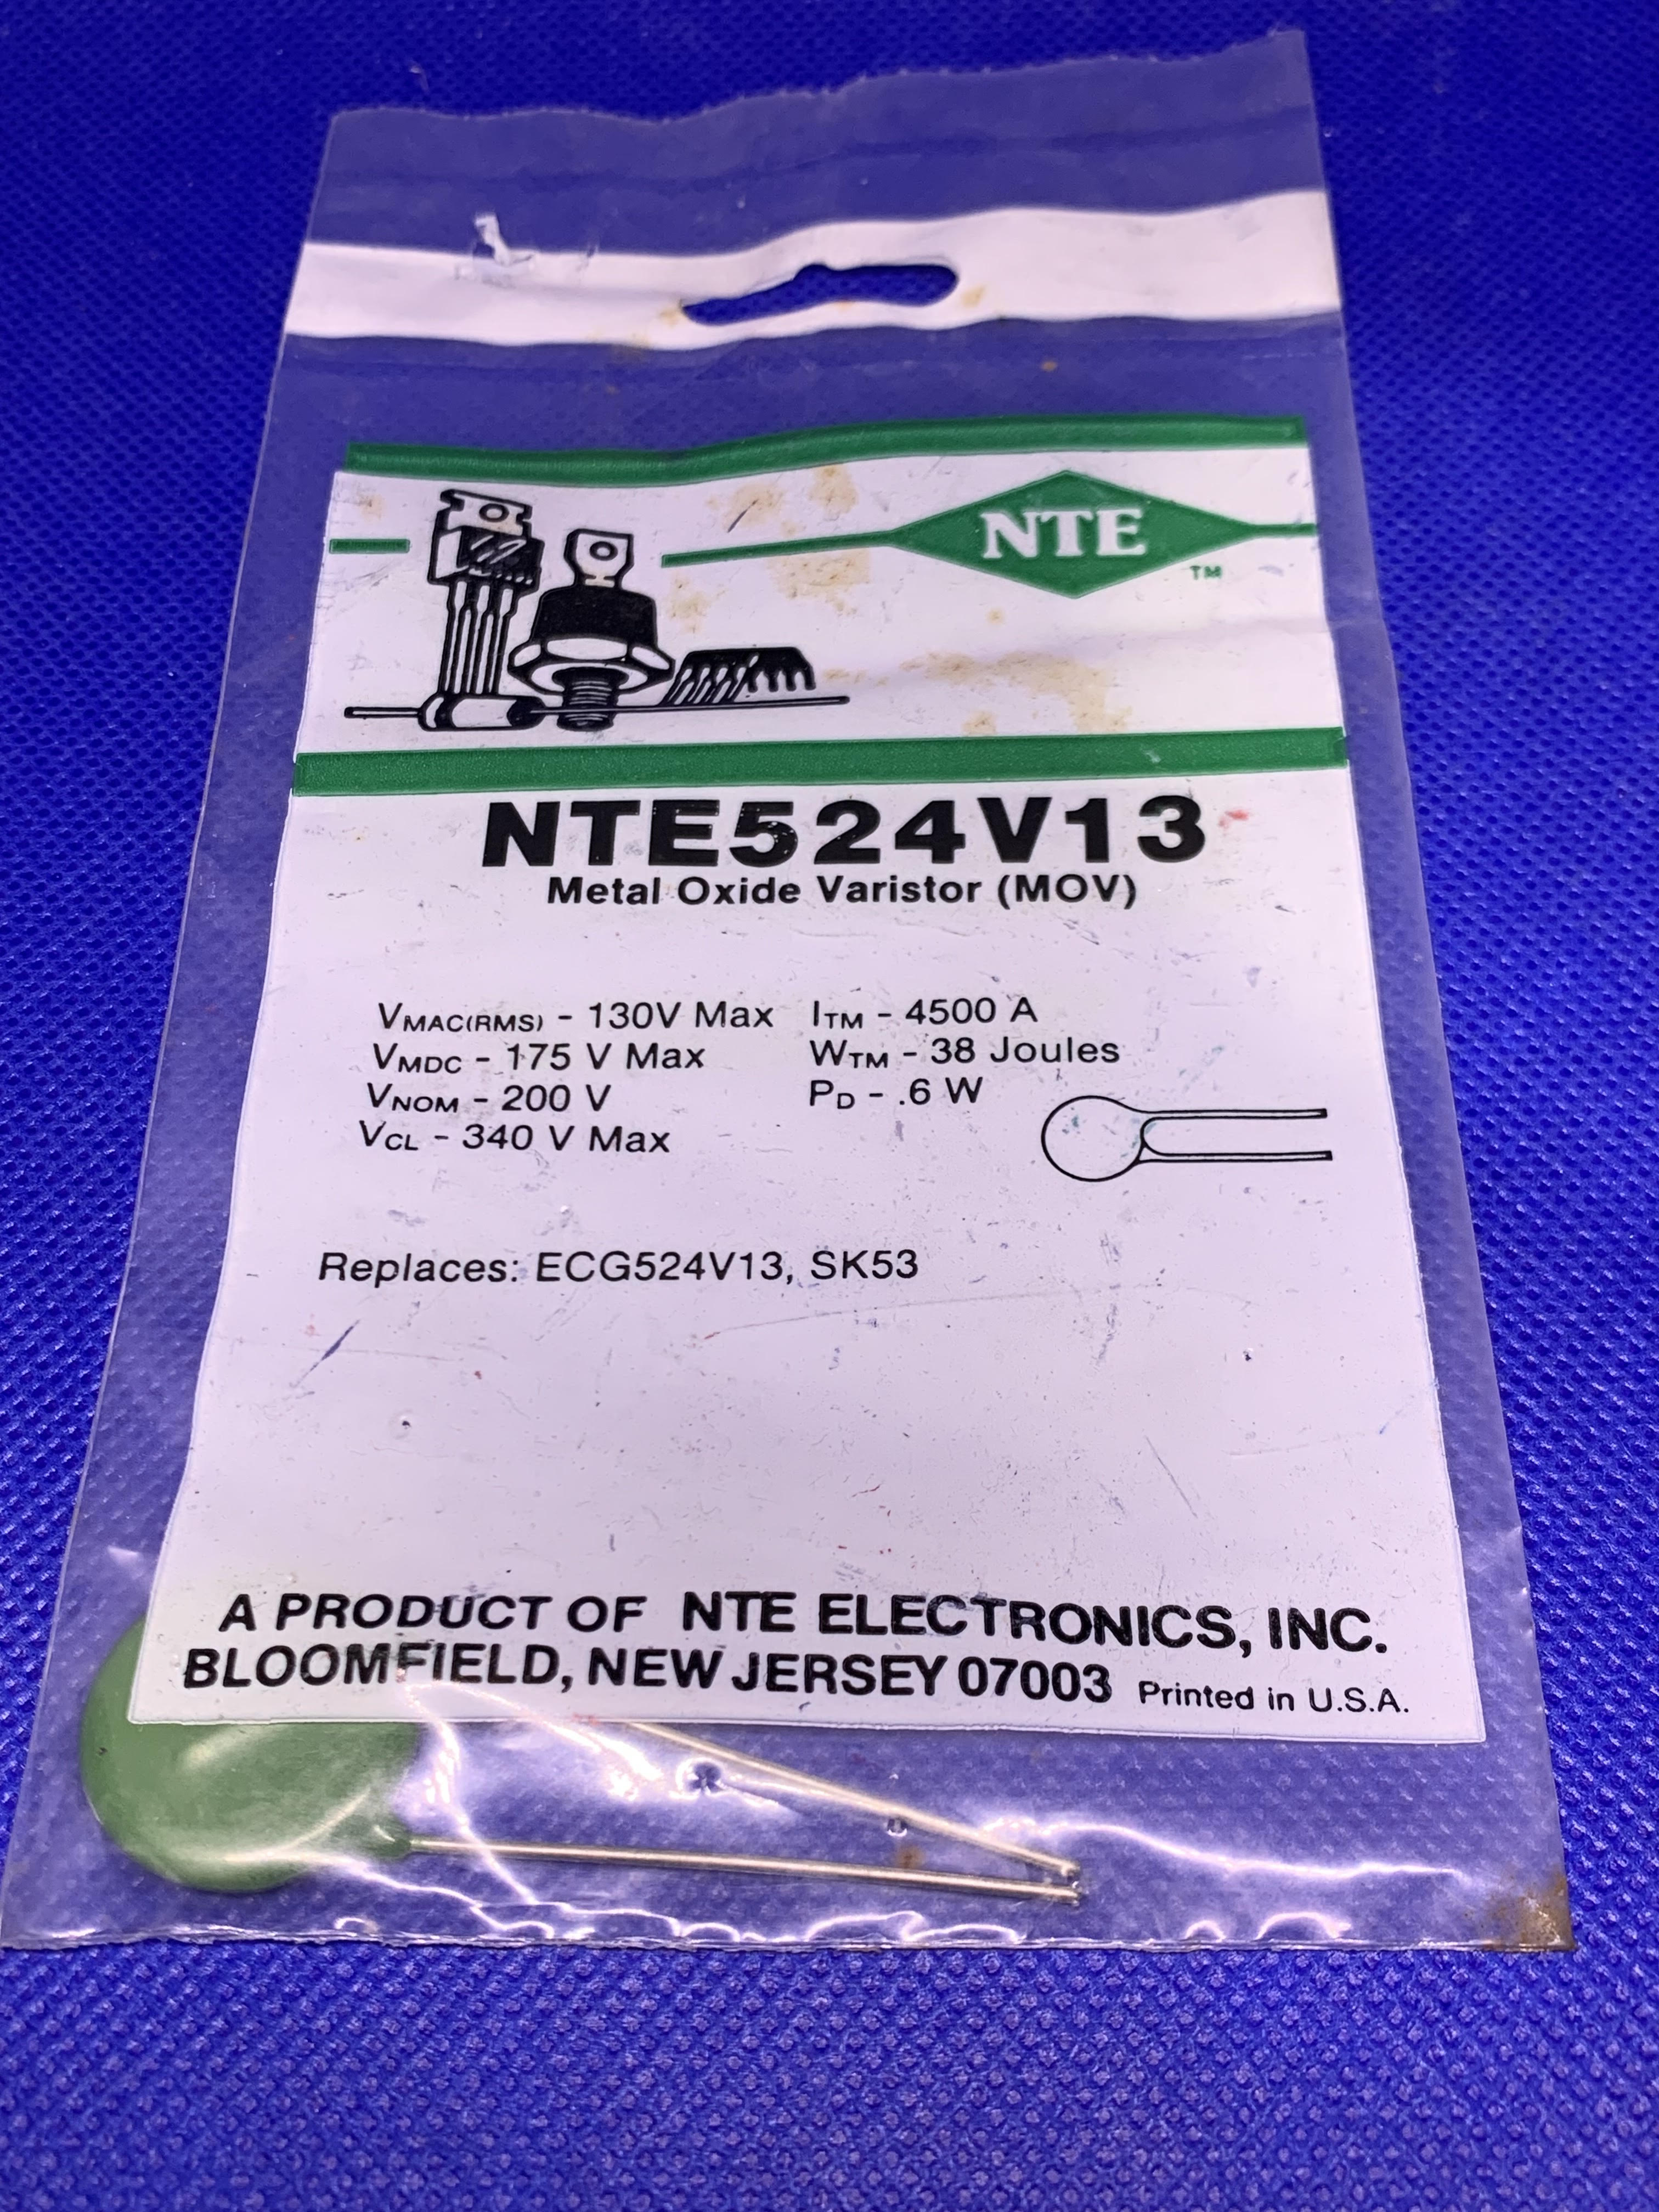 NTE
TM
NTE524V13
Metal Oxide Varistor (MOV)
VMAC(RMS) - 130V Max ITM - 4500 A
VMDC - 175 V Max WTM - 38 Joules
VNOM - 200 V PD - .6 W
VCL - 340 V Max
Replaces: ECG524V13, SK53
A PRODUCT OF NTE ELECTRONICS, INC.
BLOOMFIELD, NEW JERSEY 07003 Printed in U.S.A.